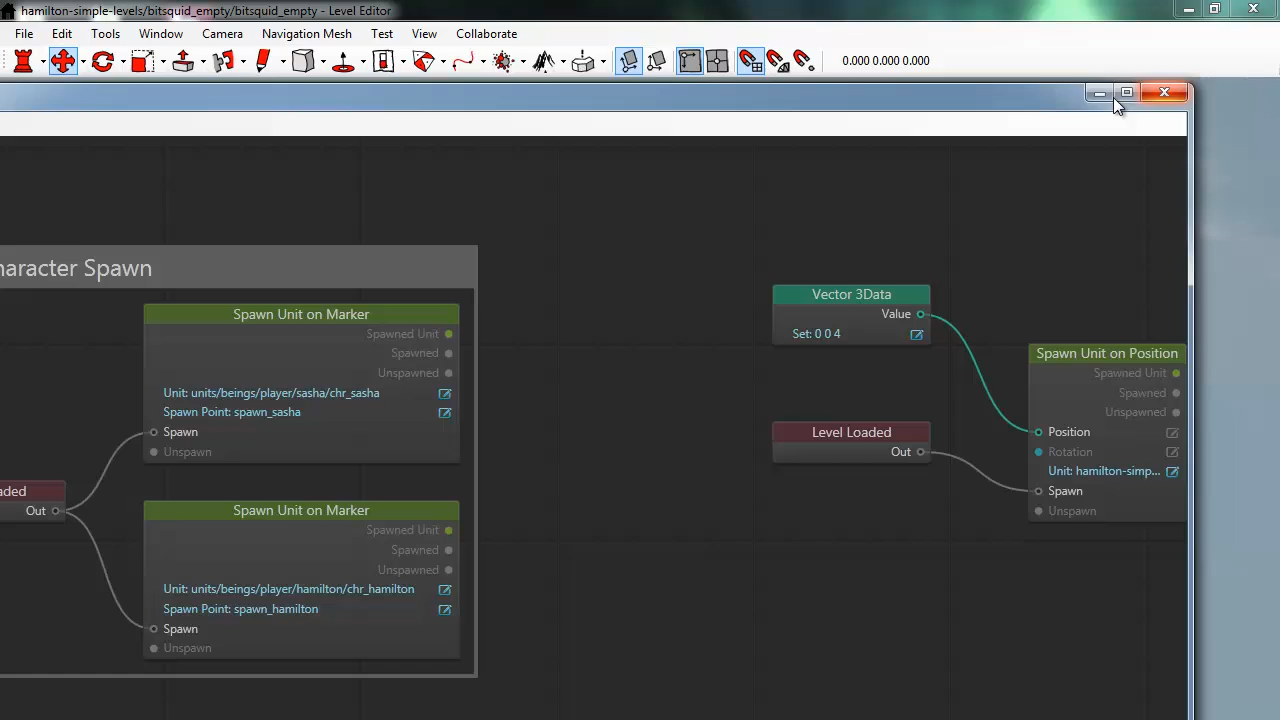 hamilton-simple-levels/bitsquid_empty/bitsquid_empty - Level Editor
File Edit Tools Window Camera Navigation Mesh Test View Collaborate
0.000 0.000 0.000
haracter Spawn
Spawn Unit on Marker
Spawned Unit
Spawned
Unspawned
Unit: units/beings/player/sasha/chr_sasha
Spawn Point: spawn_sasha
Spawn
Unspawn
aded
Out
Spawn Unit on Marker
Spawned Unit
Spawned
Unspawned
Unit: units/beings/player/hamilton/chr_hamilton
Spawn Point: spawn_hamilton
Spawn
Unspawn
Vector 3Data
Value
Set: 0 0 4
Level Loaded
Out
Spawn Unit on Position
Spawned Unit
Spawned
Unspawned
Position
Rotation
Unit: hamilton-simp...
Spawn
Unspawn